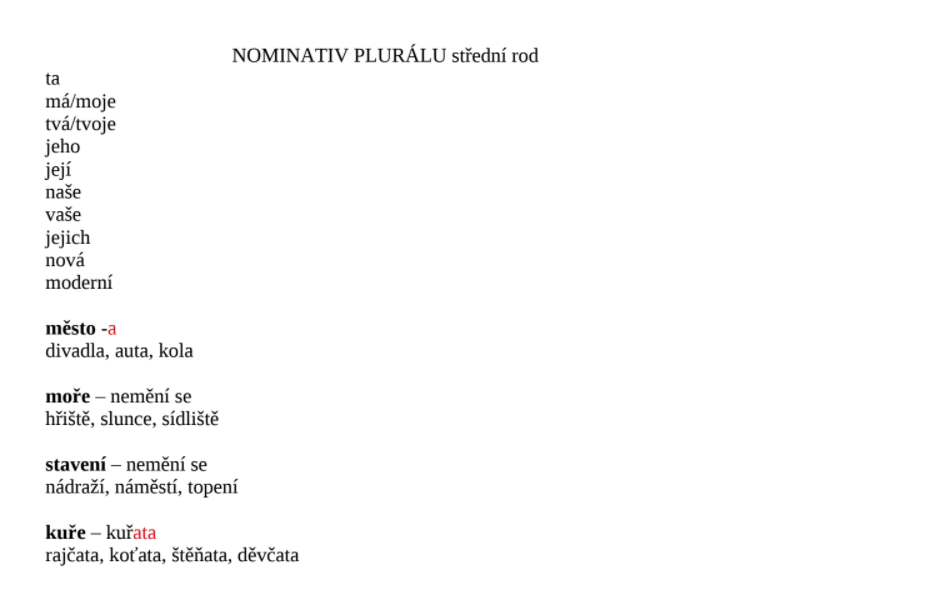 NOMINATIV PLURÁLU střední rod
ta
má/moje
tvá/tvoje
jeho
její
naše
vaše
jejich
nová
moderní
město -a
divadla, auta, kola
moře – nemění se
hřiště, slunce, sídliště
stavení – nemění se
nádraží, náměstí, topení
kuře – kuřata
rajčata, koťata, štěňata, děvčata